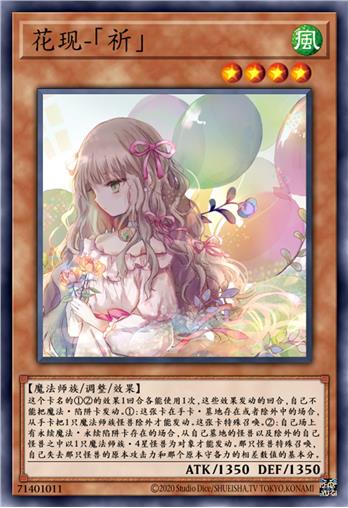 花现-「祈」
風
【魔法师族/调整/效果】
这个卡名的①②的效果1回合各能使用1次,这些效果发动的回合,自己不
能把魔法·陷阱卡发动。①:这张卡在手卡·墓地存在或者除外中的场合,
从手卡把1只魔法师族怪兽除外才能发动。这张卡特殊召唤。②:自己场上
有永续魔法·永续陷阱卡存在的场合,从自己墓地的怪兽以及除外的自己
怪兽之中以1只魔法师族·4星怪兽为对象才能发动。那只怪兽特殊召唤,
自己失去那只怪兽的原本攻击力和那个原本守备力的相差数值的基本分。
ATK/1350 DEF/1350
71401011
©2020 Studio Dice/SHUEISHA,TV TOKYO,KONAMI